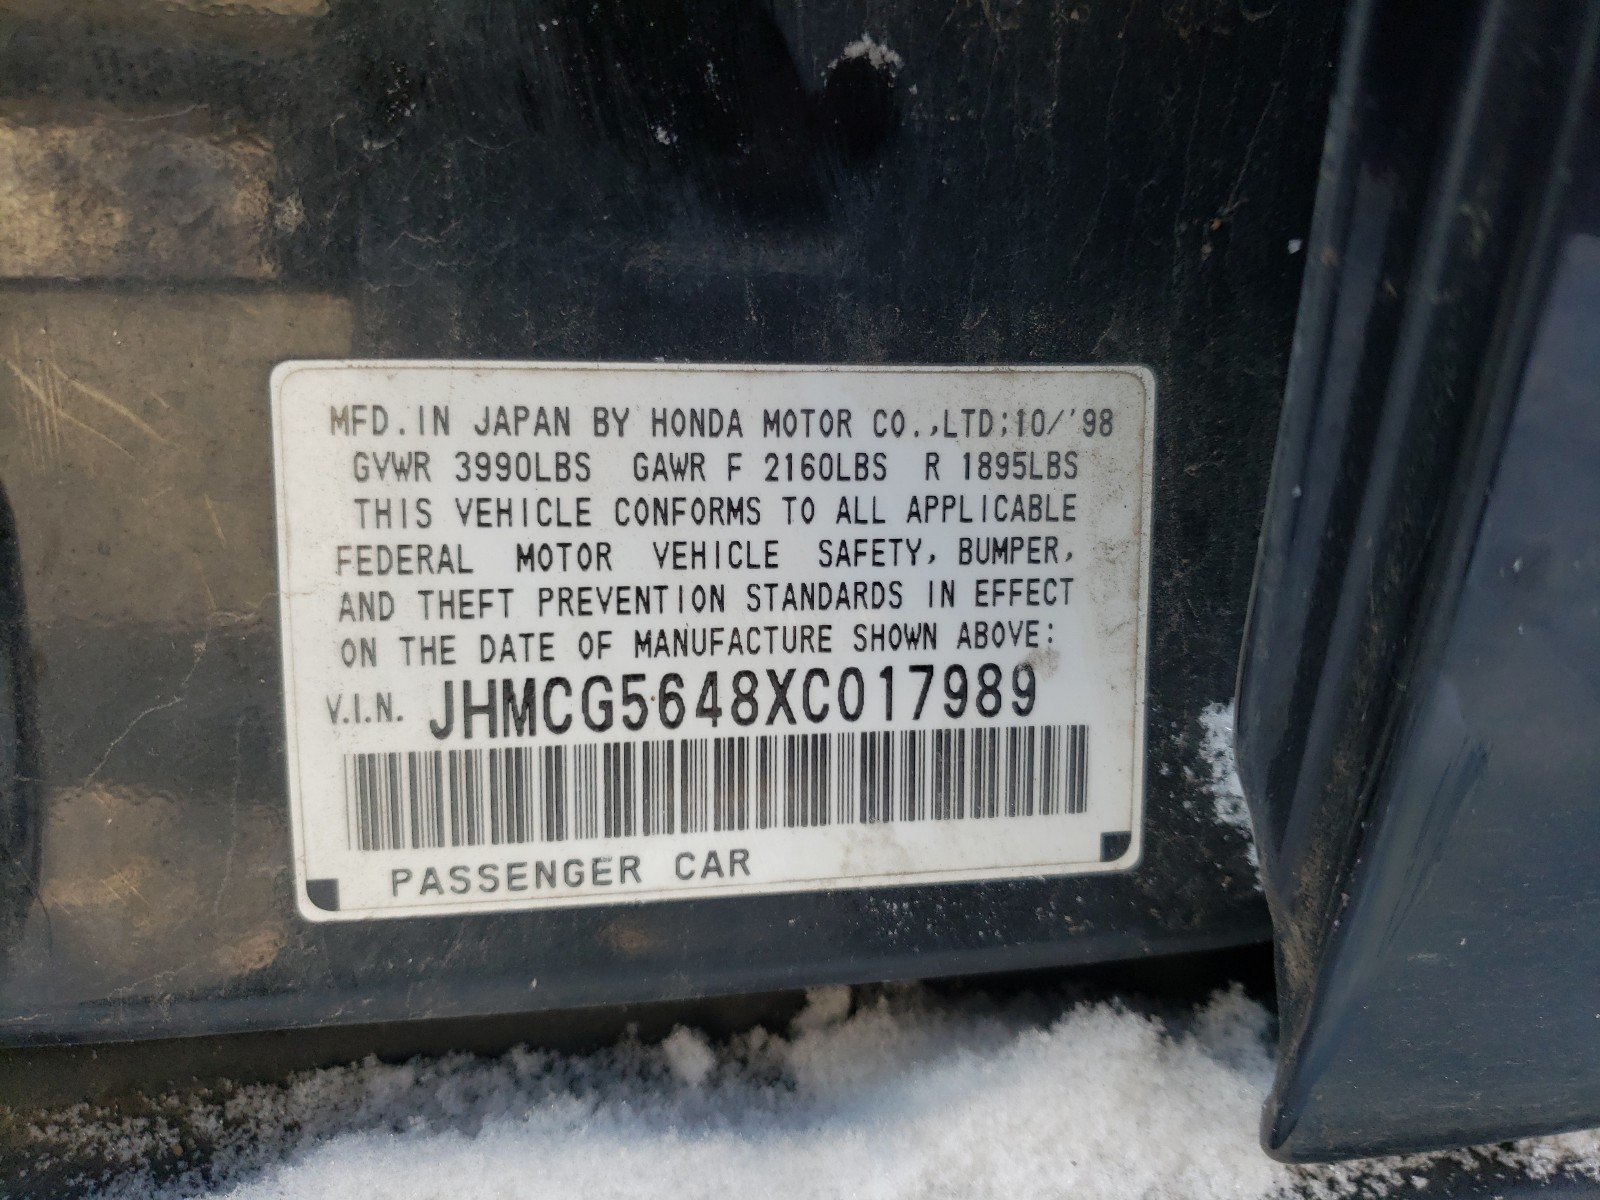 MFD. IN JAPAN BY HONDA MOTOR CO.,LTD;10/'98
GVWR 3990LBS GAWR F 2160LBS R 1895LBS
THIS VEHICLE CONFORMS TO ALL APPLICABLE
FEDERAL MOTOR VEHICLE SAFETY, BUMPER,
AND THEFT PREVENTION STANDARDS IN EFFECT
ON THE DATE OF MANUFACTURE SHOWN ABOVE:
V.I.N. JHMCG5648XC017989
PASSENGER CAR